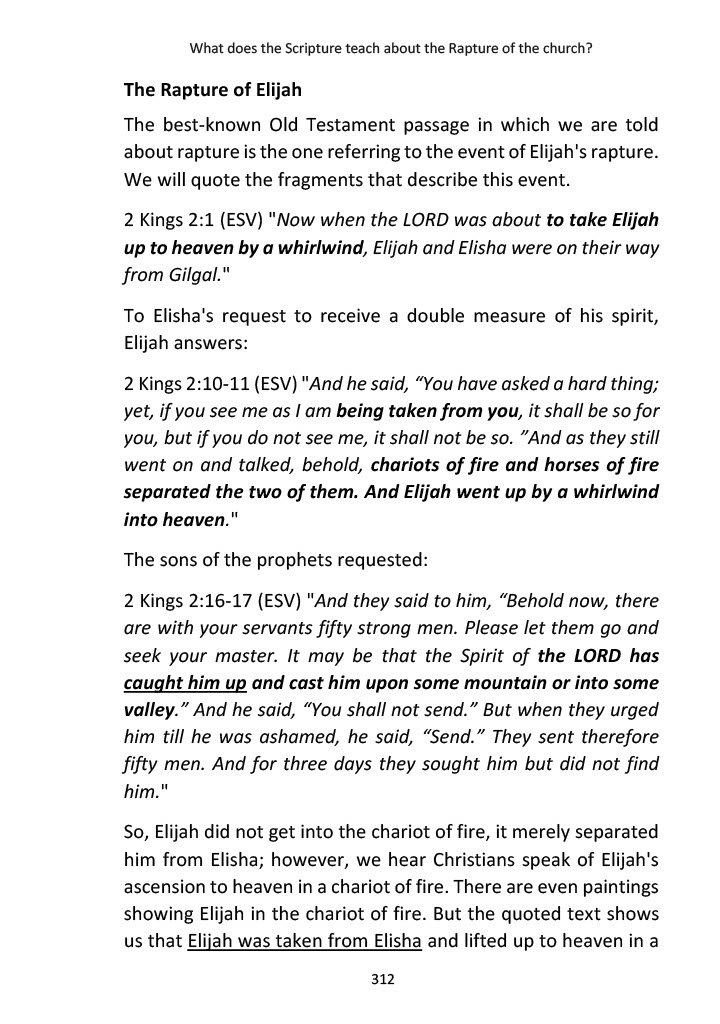 What does the Scripture teach about the Rapture of the church?
The Rapture of Elijah
The best-known Old Testament passage in which we are told
about rapture is the one referring to the event of Elijah's rapture.
We will quote the fragments that describe this event.
2 Kings 2:1 (ESV) "Now when the LORD was about to take Elijah
up to heaven by a whirlwind, Elijah and Elisha were on their way
from Gilgal."
To Elisha's request to receive a double measure of his spirit,
Elijah answers:
2 Kings 2:10-11 (ESV) "And he said, “You have asked a hard thing;
yet, if you see me as I am being taken from you, it shall be so for
you, but if you do not see me, it shall not be so. ”And as they still
went on and talked, behold, chariots of fire and horses of fire
separated the two of them. And Elijah went up by a whirlwind
into heaven."
The sons of the prophets requested:
2 Kings 2:16-17 (ESV) "And they said to him, “Behold now, there
are with your servants fifty strong men. Please let them go and
seek your master. It may be that the Spirit of the LORD has
caught him up and cast him upon some mountain or into some
valley.” And he said, “You shall not send.” But when they urged
him till he was ashamed, he said, “Send.” They sent therefore
fifty men. And for three days they sought him but did not find
him."
So, Elijah did not get into the chariot of fire, it merely separated
him from Elisha; however, we hear Christians speak of Elijah's
ascension to heaven in a chariot of fire. There are even paintings
showing Elijah in the chariot of fire. But the quoted text shows
us that Elijah was taken from Elisha and lifted up to heaven in a
312